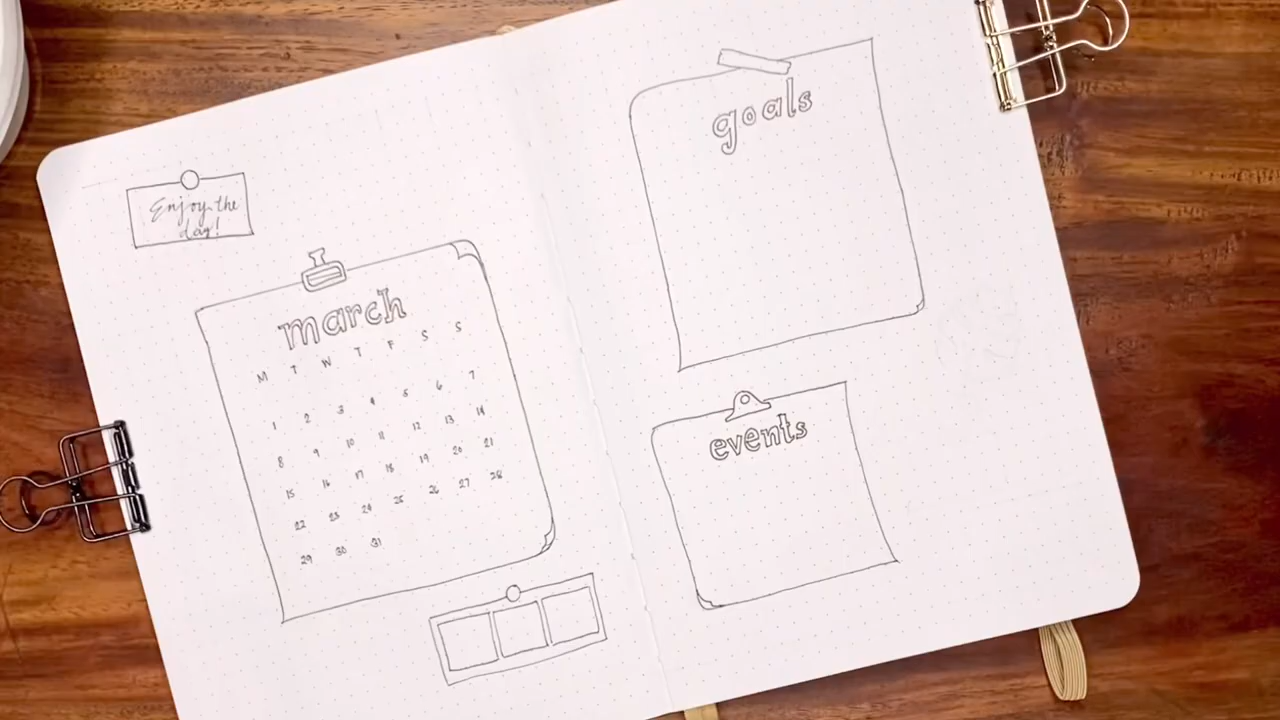 Enjoy the
day!
march
M T W T F S S
1 2 3 4 5 6 7
8 9 10 11 12 13 14
15 16 17 18 19 20 21
22 23 24 25 26 27 28
29 30 31
goals
events